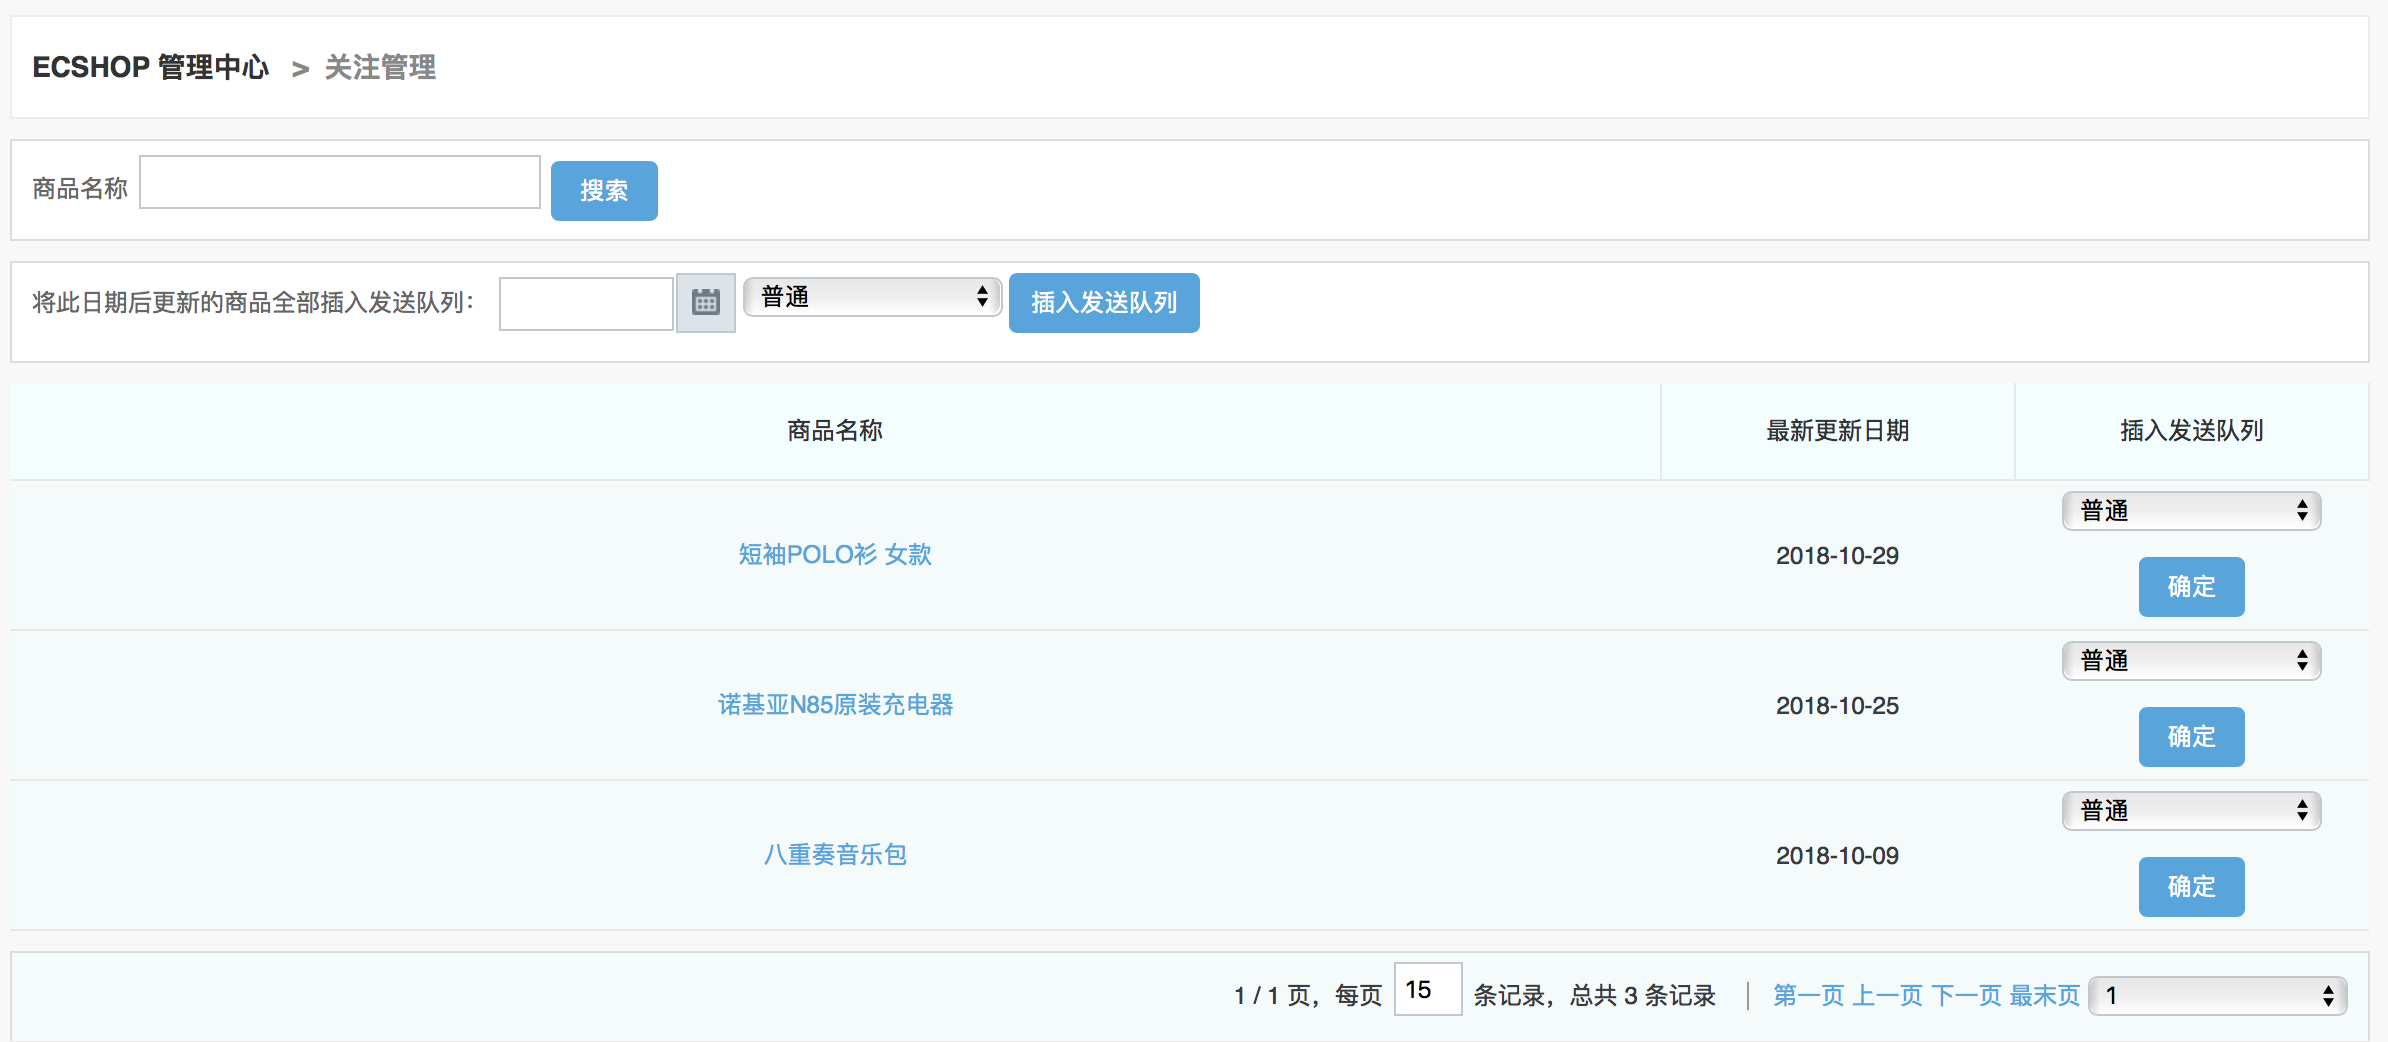 ECSHOP 管理中心 > 关注管理
商品名称 搜索
将此日期后更新的商品全部插入发送队列： 普通 插入发送队列
商品名称 最新更新日期 插入发送队列
普通
短袖POLO衫 女款 2018-10-29
确定
普通
诺基亚N85原装充电器 2018-10-25
确定
普通
八重奏音乐包 2018-10-09
确定
1 / 1 页，每页 15 条记录，总共 3 条记录 | 第一页 上一页 下一页 最末页 1